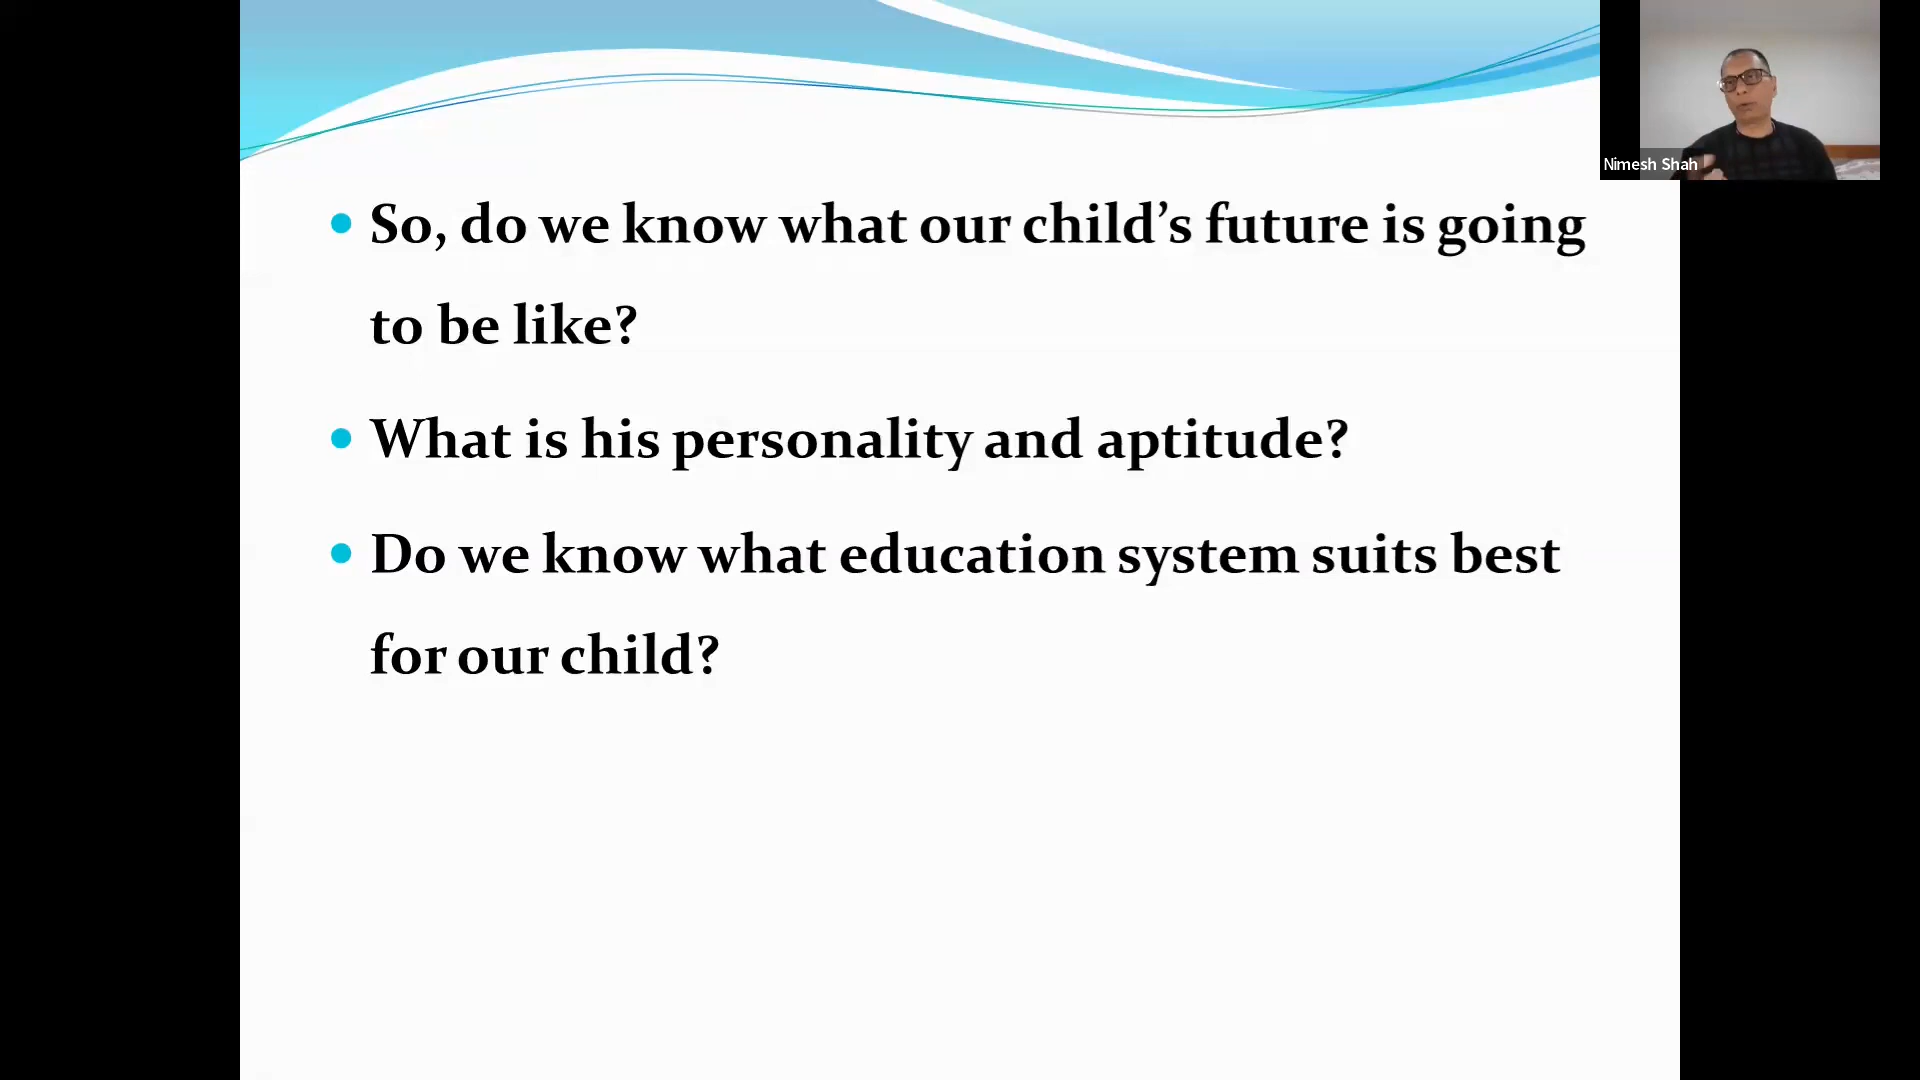 Nimesh Shah
• So, do we know what our child’s future is going
to be like?
• What is his personality and aptitude?
• Do we know what education system suits best
for our child?